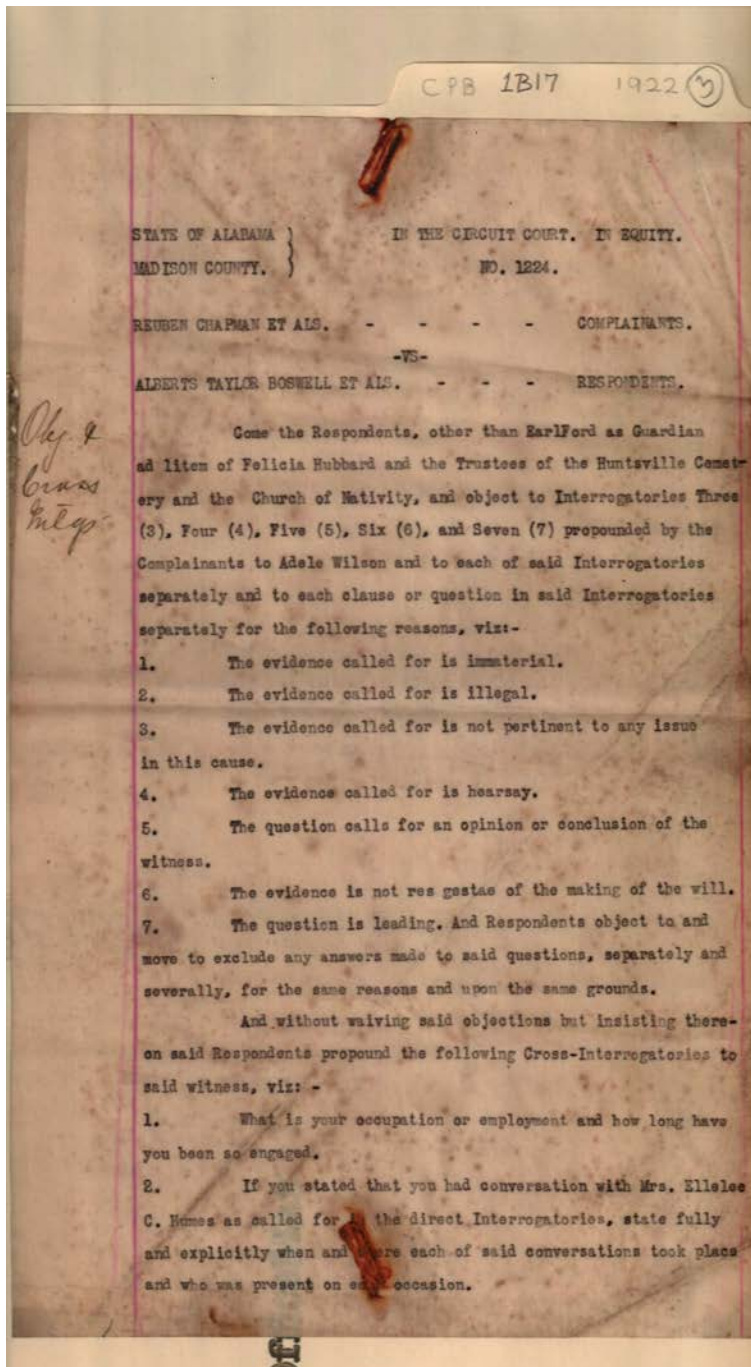 CPB 1B17 1922 3
STATE OF ALABAMA } IN THE CIRCUIT COURT. IN EQUITY.
MADISON COUNTY. } NO. 1224.
REUBEN CHAPMAN ET ALS. - - - - COMPLAINANTS.
-VS-
ALBERTS TAYLOR BOSWELL ET ALS. - - - RESPONDENTS.
Obj. &
Cross
Intgs
Come the Respondents, other than EarlFord as Guardian
ad litem of Felicia Hubbard and the Trustees of the Huntsville Comet-
ery and the Church of Nativity, and object to Interrogatories Three
(3), Four (4), Five (5), Six (6), and Seven (7) propounded by the
Complainants to Adele Wilson and to each of said Interrogatories
separately and to each clause or question in said Interrogatories
separately for the following reasons, viz:-
1. The evidence called for is immaterial.
2. The evidence called for is illegal.
3. The evidence called for is not pertinent to any issue
in this cause.
4. The evidence called for is hearsay.
5. The question calls for an opinion or conclusion of the
witness.
6. The evidence is not res gestae of the making of the will.
7. The question is leading. And Respondents object to and
move to exclude any answers made to said questions, separately and
severally, for the same reasons and upon the same grounds.
And without waiving said objections but insisting there-
on said Respondents propound the following Cross-Interrogatories to
said witness, viz: -
1. What is your occupation or employment and how long have
you been so engaged.
2. If you stated that you had conversation with Mrs. Ellelee
C. Humes as called for the direct Interrogatories, state fully
and explicitly when and each of said conversations took place
and who was present on occasion.